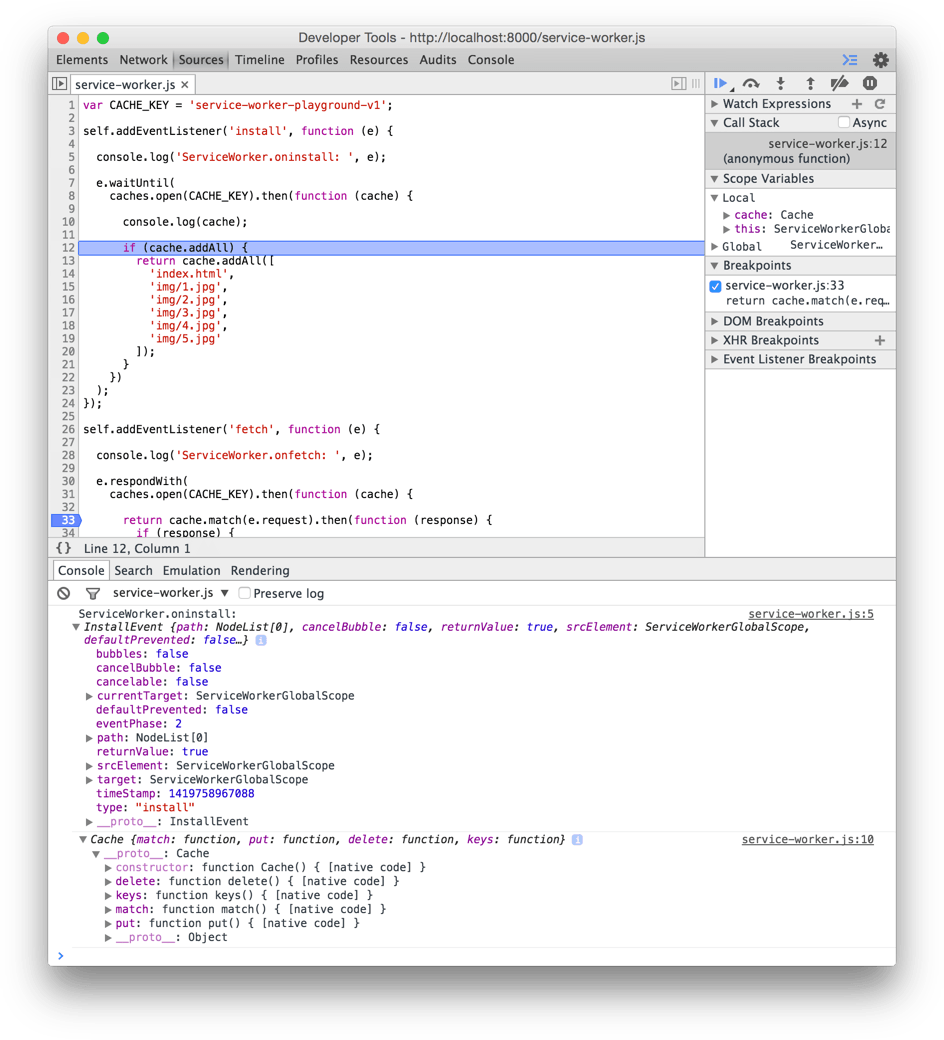 Developer Tools - http://localhost:8000/service-worker.js
Elements Network Sources Timeline Profiles Resources Audits Console
service-worker.js ×
1 var CACHE_KEY = 'service-worker-playground-v1';
2
3 self.addEventListener('install', function (e) {
4
5 console.log('ServiceWorker.oninstall: ', e);
6
7 e.waitUntil(
8 caches.open(CACHE_KEY).then(function (cache) {
9
10 console.log(cache);
11
12 if (cache.addAll) {
13 return cache.addAll([
14 'index.html',
15 'img/1.jpg',
16 'img/2.jpg',
17 'img/3.jpg',
18 'img/4.jpg',
19 'img/5.jpg'
20 ]);
21 }
22 })
23 );
24 });
25
26 self.addEventListener('fetch', function (e) {
27
28 console.log('ServiceWorker.onfetch: ', e);
29
30 e.respondWith(
31 caches.open(CACHE_KEY).then(function (cache) {
32
33 return cache.match(e.request).then(function (response) {
34 if (response) {
{} Line 12, Column 1
Watch Expressions
Call Stack Async
service-worker.js:12
(anonymous function)
Scope Variables
Local
cache: Cache
this: ServiceWorkerGloba
Global ServiceWorker…
Breakpoints
service-worker.js:33
return cache.match(e.req…
DOM Breakpoints
XHR Breakpoints
Event Listener Breakpoints
Console Search Emulation Rendering
service-worker.js ▼ Preserve log
ServiceWorker.oninstall: service-worker.js:5
InstallEvent {path: NodeList[0], cancelBubble: false, returnValue: true, srcElement: ServiceWorkerGlobalScope,
defaultPrevented: false…}
bubbles: false
cancelBubble: false
cancelable: false
currentTarget: ServiceWorkerGlobalScope
defaultPrevented: false
eventPhase: 2
path: NodeList[0]
returnValue: true
srcElement: ServiceWorkerGlobalScope
target: ServiceWorkerGlobalScope
timeStamp: 1419758967088
type: "install"
__proto__: InstallEvent
Cache {match: function, put: function, delete: function, keys: function} service-worker.js:10
__proto__: Cache
constructor: function Cache() { [native code] }
delete: function delete() { [native code] }
keys: function keys() { [native code] }
match: function match() { [native code] }
put: function put() { [native code] }
__proto__: Object
>